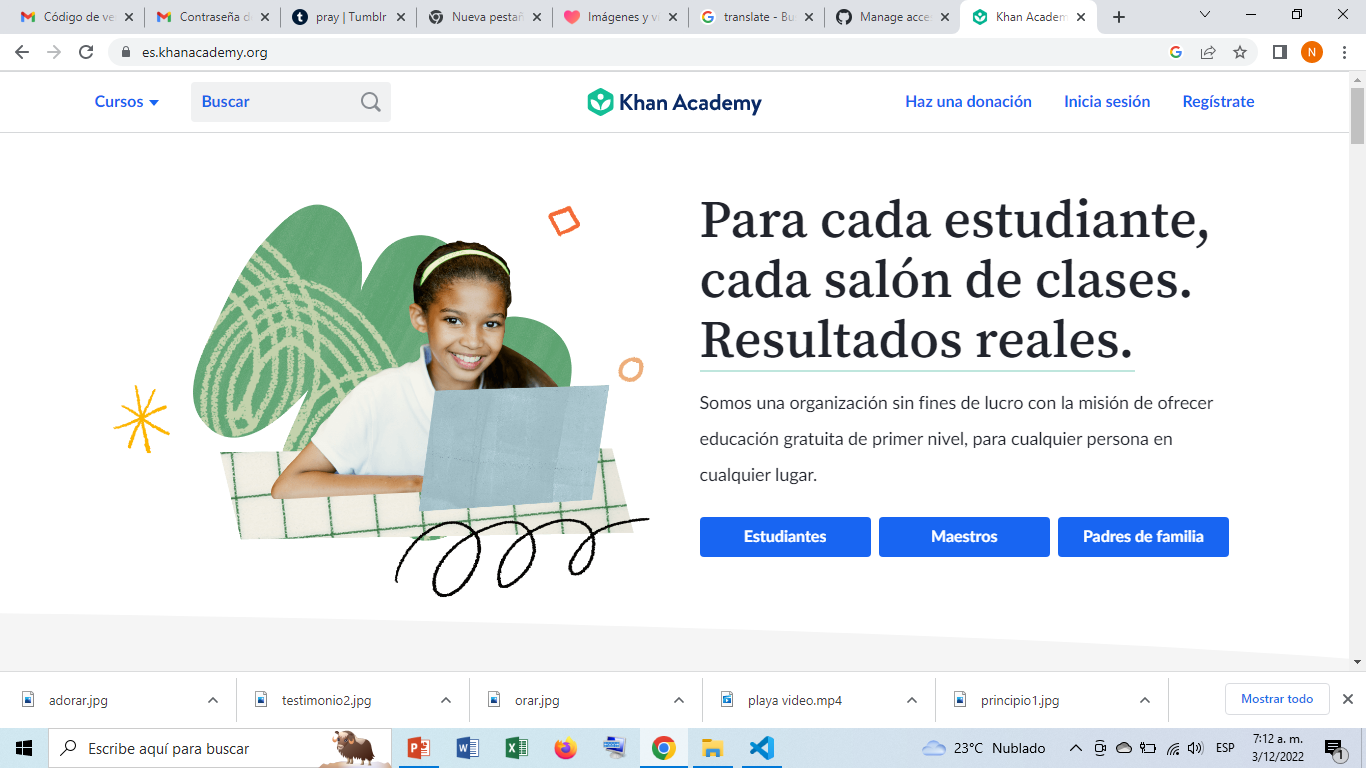 Código de ve
Contraseña d
pray | Tumblr
Nueva pestañ
Imágenes y v
translate - Bu
Manage acce
Khan Academ
es.khanacademy.org
N
Cursos
Buscar
Khan Academy
Haz una donación
Inicia sesión
Regístrate
Para cada estudiante,
cada salón de clases.
Resultados reales.
Somos una organización sin fines de lucro con la misión de ofrecer
educación gratuita de primer nivel, para cualquier persona en
cualquier lugar.
Estudiantes
Maestros
Padres de familia
adorar.jpg
testimonio2.jpg
orar.jpg
playa video.mp4
principio1.jpg
Mostrar todo
Escribe aquí para buscar
23°C Nublado
ESP
7:12 a. m.
3/12/2022
1